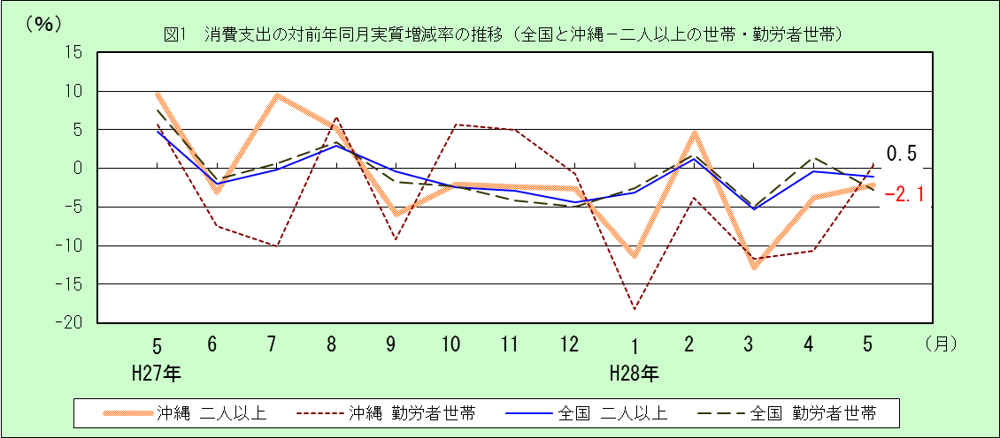 (%)
図1 消費支出の対前年同月実質増減率の推移（全国と沖縄－二人以上の世帯・勤労者世帯）
15
10
5
0
-5
-10
-15
-20
0.5
-2.1
5 6 7 8 9 10 11 12 1 2 3 4 5 （月）
H27年 H28年
沖縄 二人以上 沖縄 勤労者世帯 全国 二人以上 全国 勤労者世帯